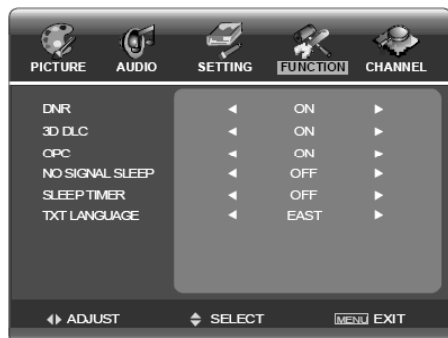 PICTURE AUDIO SETTING FUNCTION CHANNEL
DNR ON
3D DLC ON
OPC ON
NO SIGNAL SLEEP OFF
SLEEP TIMER OFF
TXT LANGUAGE EAST
ADJUST SELECT MENU EXIT